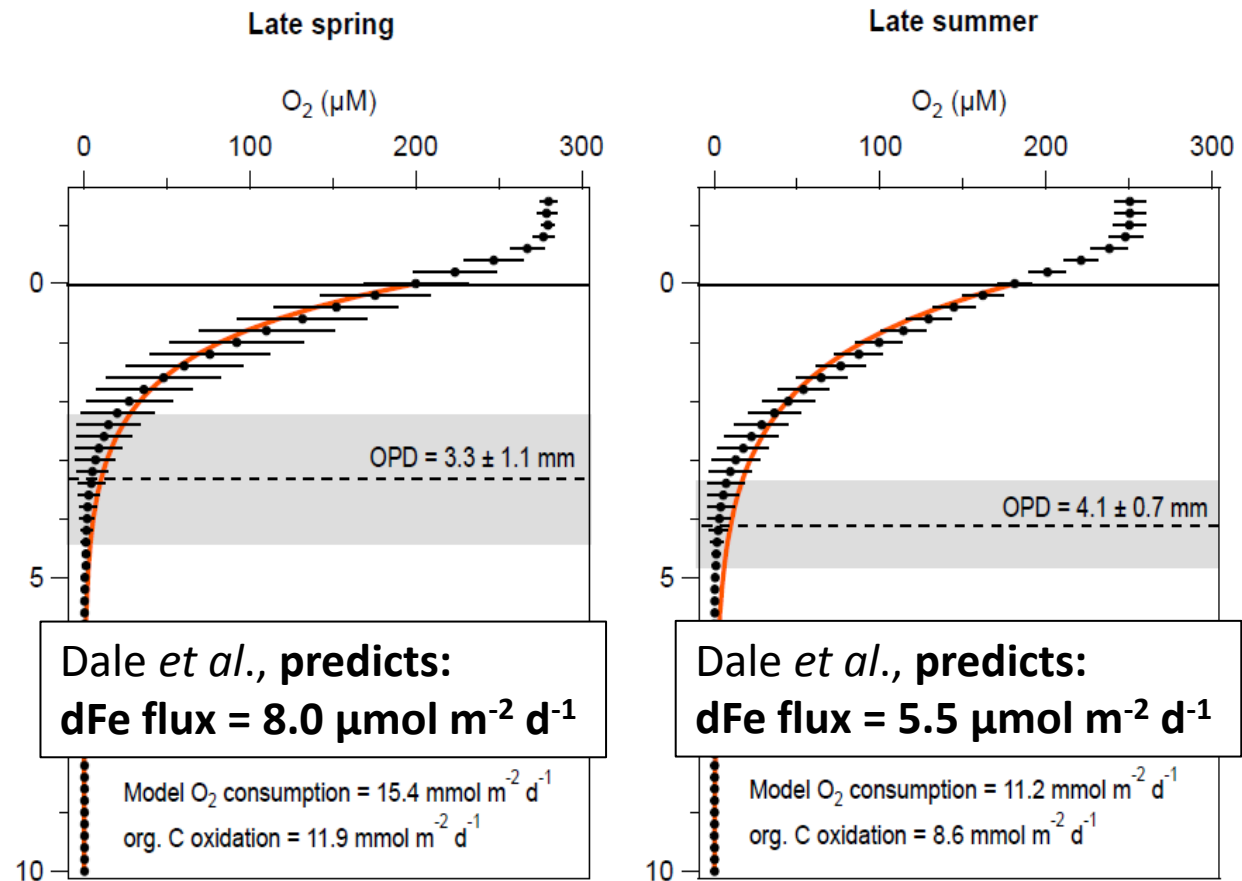 Late spring
O₂ (µM)
0 100 200 300
0
OPD = 3.3 ± 1.1 mm
5
Dale et al., predicts:
dFe flux = 8.0 µmol m⁻² d⁻¹
Model O₂ consumption = 15.4 mmol m⁻² d⁻¹
org. C oxidation = 11.9 mmol m⁻² d⁻¹
10
Late summer
O₂ (µM)
0 100 200 300
0
OPD = 4.1 ± 0.7 mm
5
Dale et al., predicts:
dFe flux = 5.5 µmol m⁻² d⁻¹
Model O₂ consumption = 11.2 mmol m⁻² d⁻¹
org. C oxidation = 8.6 mmol m⁻² d⁻¹
10